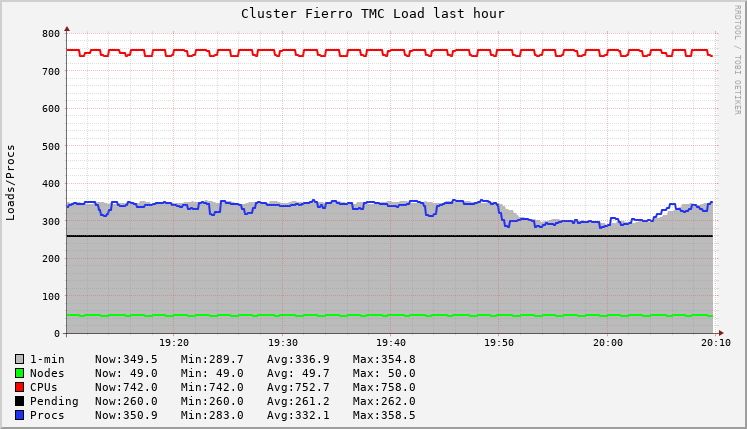 Cluster Fierro TMC Load last hour
RRDTOOL / TOBI OETIKER
Loads/Procs
800
700
600
500
400
300
200
100
0
19:20 19:30 19:40 19:50 20:00 20:10
1-min Now:349.5 Min:289.7 Avg:336.9 Max:354.8
Nodes Now: 49.0 Min: 49.0 Avg: 49.7 Max: 50.0
CPUs Now:742.0 Min:742.0 Avg:752.7 Max:758.0
Pending Now:260.0 Min:260.0 Avg:261.2 Max:262.0
Procs Now:350.9 Min:283.0 Avg:332.1 Max:358.5